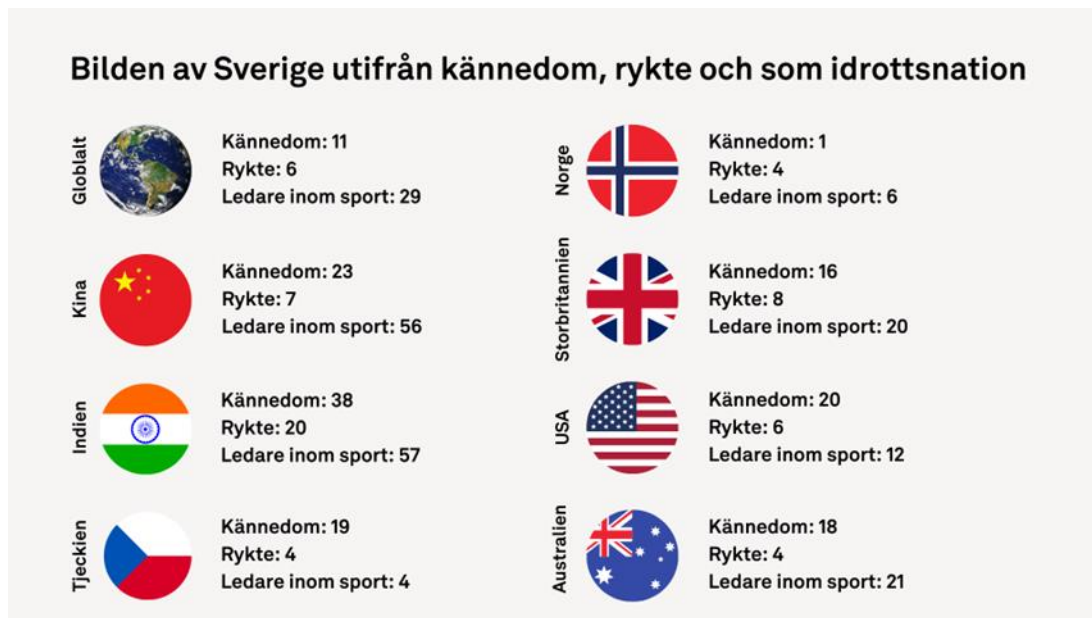 Bilden av Sverige utifrån kännedom, rykte och som idrottsnation
Globlalt
Kännedom: 11
Rykte: 6
Ledare inom sport: 29
Kina
Kännedom: 23
Rykte: 7
Ledare inom sport: 56
Indien
Kännedom: 38
Rykte: 20
Ledare inom sport: 57
Tjeckien
Kännedom: 19
Rykte: 4
Ledare inom sport: 4
Norge
Kännedom: 1
Rykte: 4
Ledare inom sport: 6
Storbritannien
Kännedom: 16
Rykte: 8
Ledare inom sport: 20
USA
Kännedom: 20
Rykte: 6
Ledare inom sport: 12
Australien
Kännedom: 18
Rykte: 4
Ledare inom sport: 21